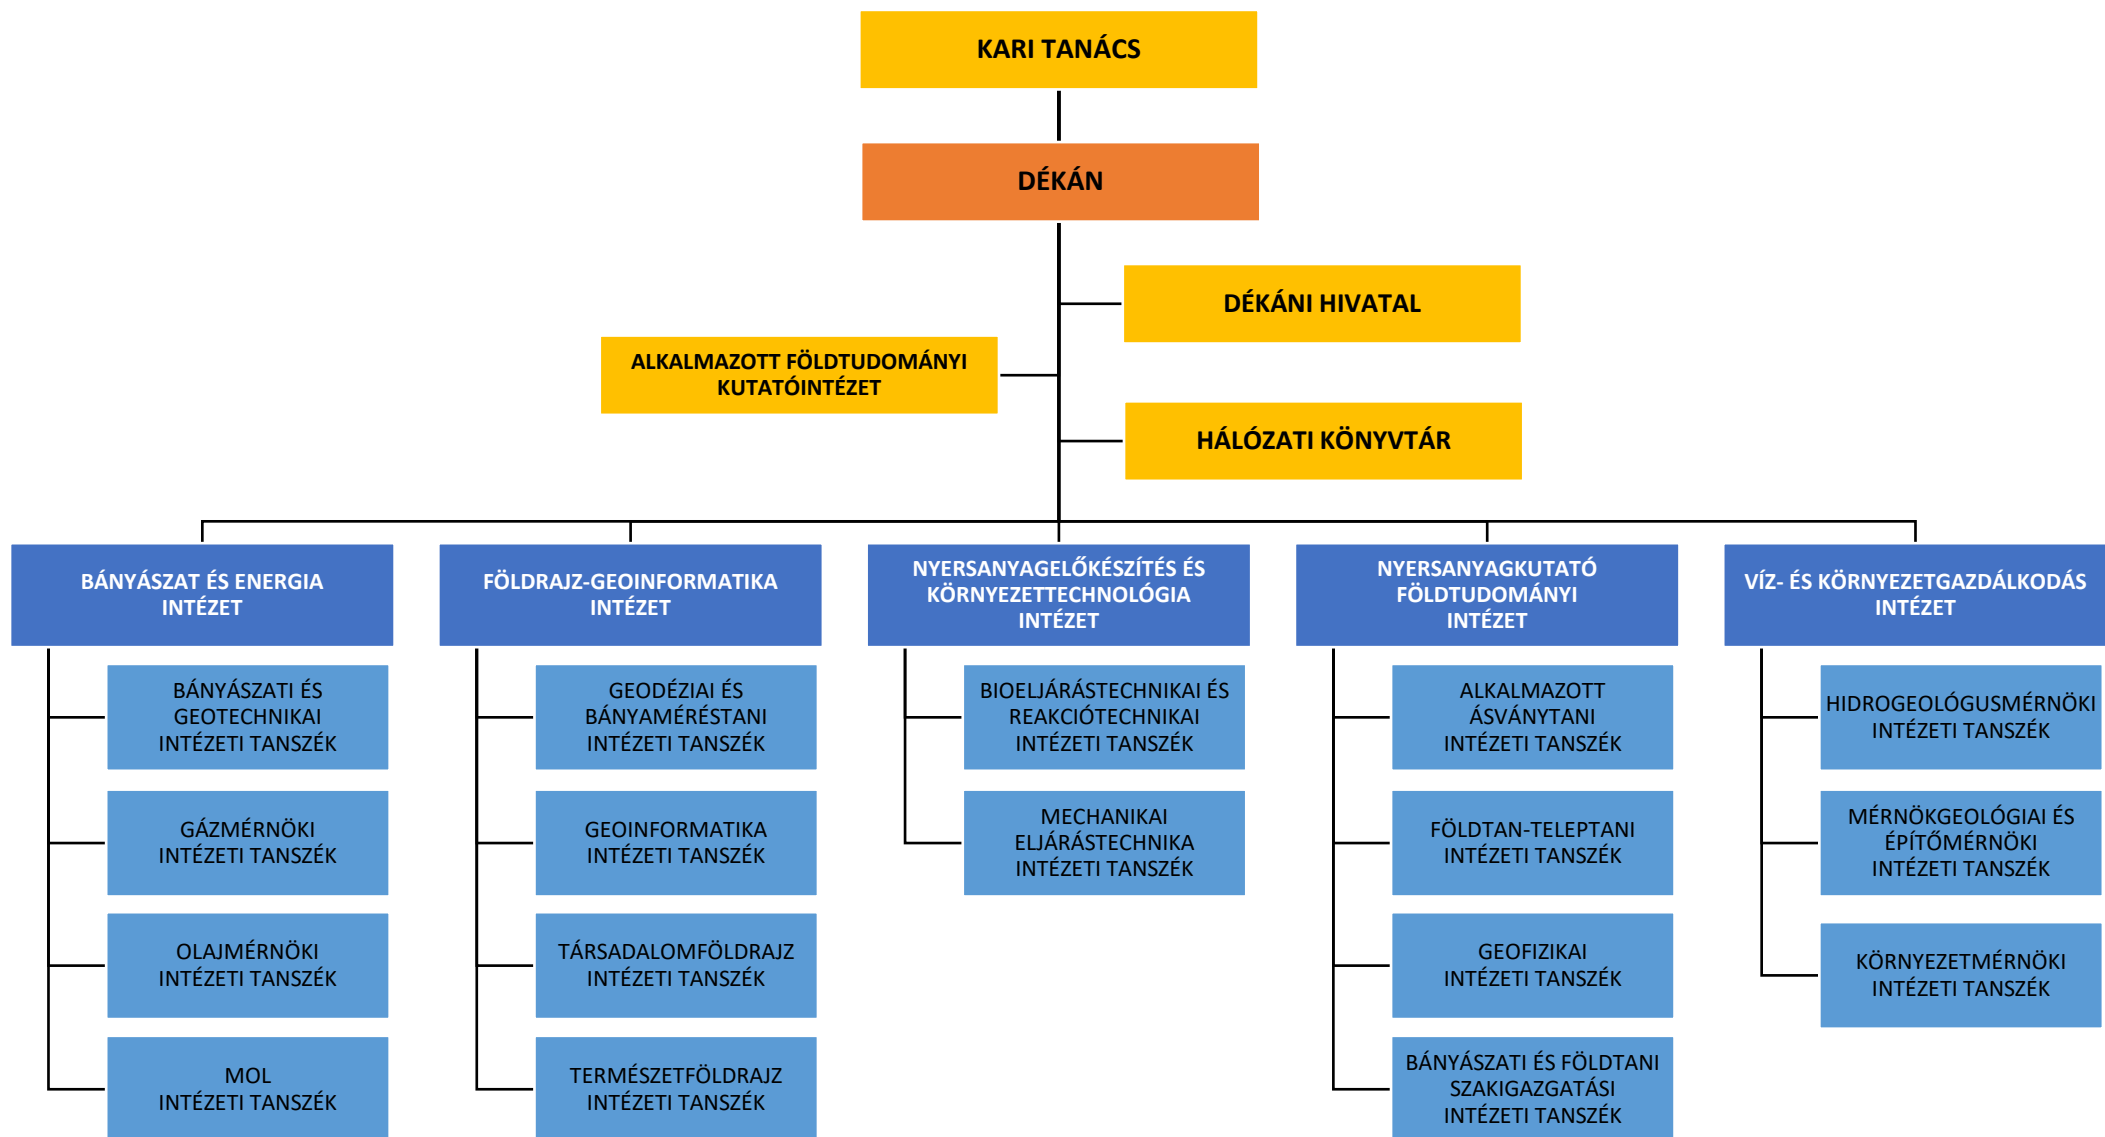 KARI TANÁCS
DÉKÁN
DÉKÁNI HIVATAL
ALKALMAZOTT FÖLDTUDOMÁNYI
KUTATÓINTÉZET
HÁLÓZATI KÖNYVTÁR
BÁNYÁSZAT ÉS ENERGIA
INTÉZET
BÁNYÁSZATI ÉS
GEOTECHNIKAI
INTÉZETI TANSZÉK
GÁZMÉRNÖKI
INTÉZETI TANSZÉK
OLAJMÉRNÖKI
INTÉZETI TANSZÉK
MOL
INTÉZETI TANSZÉK
FÖLDRAJZ-GEOINFORMATIKA
INTÉZET
GEODÉZIAI ÉS
BÁNYAMÉRÉSTANI
INTÉZETI TANSZÉK
GEOINFORMATIKA
INTÉZETI TANSZÉK
TÁRSADALOMFÖLDRAJZ
INTÉZETI TANSZÉK
TERMÉSZETFÖLDRAJZ
INTÉZETI TANSZÉK
NYERSANYAGELŐKÉSZÍTÉS ÉS
KÖRNYEZETTECHNOLÓGIA
INTÉZET
BIOELJÁRÁSTECHNIKAI ÉS
REAKCIÓTECHNIKAI
INTÉZETI TANSZÉK
MECHANIKAI
ELJÁRÁSTECHNIKA
INTÉZETI TANSZÉK
NYERSANYAGKUTATÓ
FÖLDTUDOMÁNYI
INTÉZET
ALKALMAZOTT
ÁSVÁNYTANI
INTÉZETI TANSZÉK
FÖLDTAN-TELEPTANI
INTÉZETI TANSZÉK
GEOFIZIKAI
INTÉZETI TANSZÉK
BÁNYÁSZATI ÉS FÖLDTANI
SZAKIGAZGATÁSI
INTÉZETI TANSZÉK
VÍZ- ÉS KÖRNYEZETGAZDÁLKODÁS
INTÉZET
HIDROGEOLÓGUSMÉRNÖKI
INTÉZETI TANSZÉK
MÉRNÖKGEOLÓGIAI ÉS
ÉPÍTŐMÉRNÖKI
INTÉZETI TANSZÉK
KÖRNYEZETMÉRNÖKI
INTÉZETI TANSZÉK